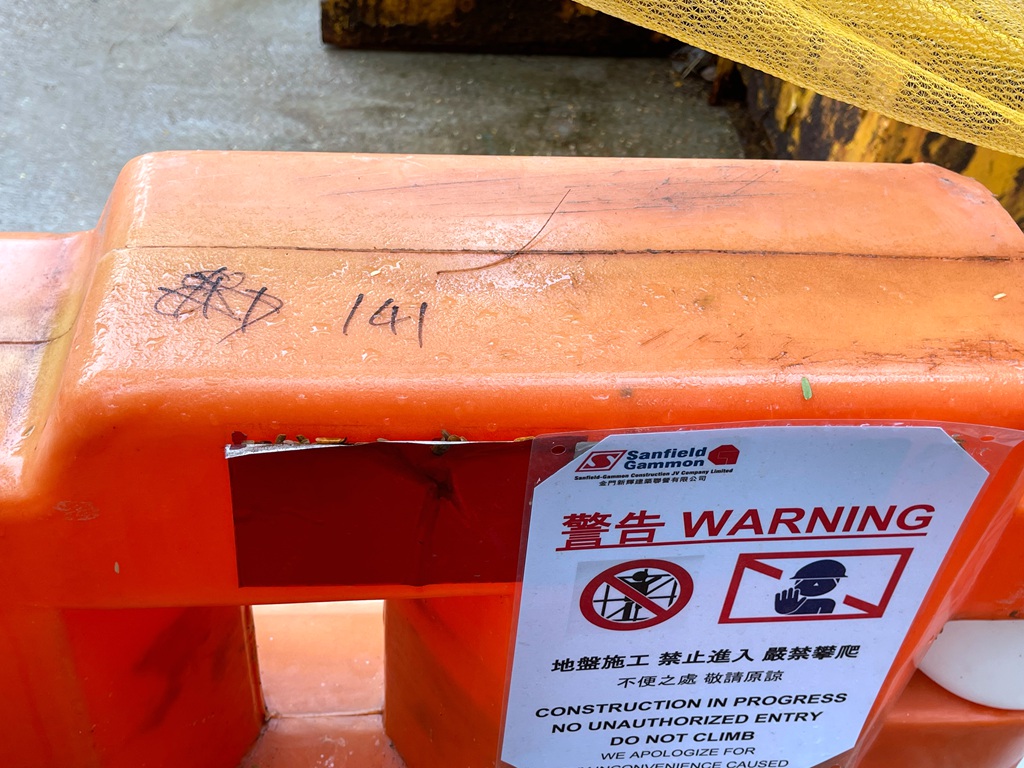 141
Sanfield
Gammon
Sanfield-Gammon Construction JV Company Limited
金門新輝建築聯營有限公司
警告 WARNING
地盤施工 禁止進入 嚴禁攀爬
不便之處 敬請原諒
CONSTRUCTION IN PROGRESS
NO UNAUTHORIZED ENTRY
DO NOT CLIMB
WE APOLOGIZE FOR
INCONVENIENCE CAUSED